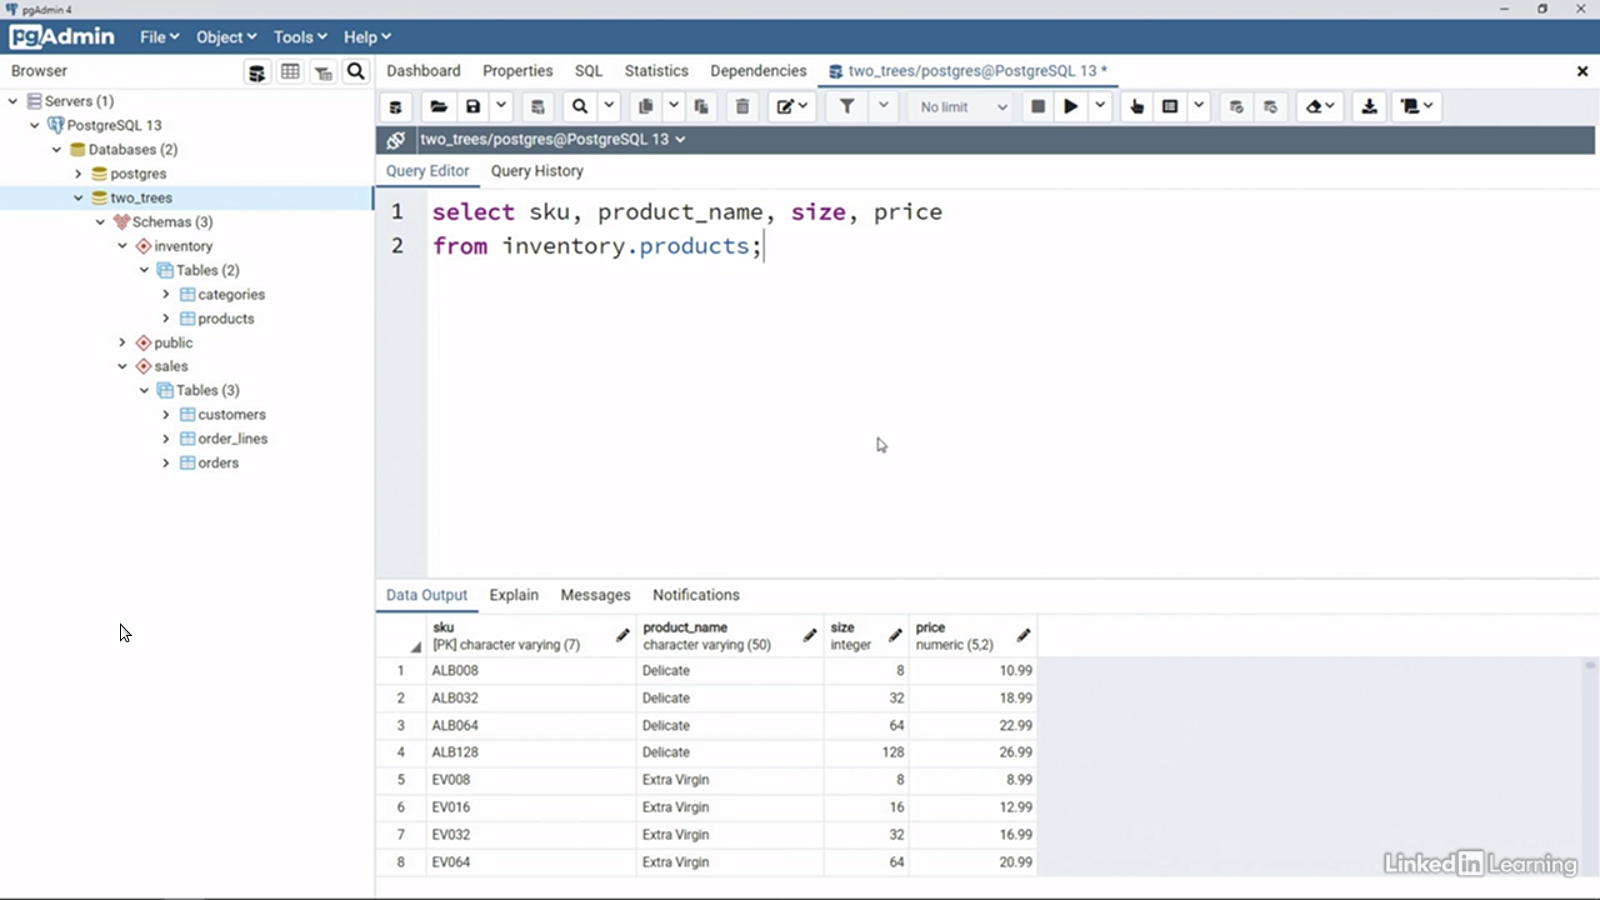 pgAdmin 4
pgAdmin File Object Tools Help
Browser
Dashboard Properties SQL Statistics Dependencies two_trees/postgres@PostgreSQL 13 *
Servers (1)
PostgreSQL 13
Databases (2)
postgres
two_trees
Schemas (3)
inventory
Tables (2)
categories
products
public
sales
Tables (3)
customers
order_lines
orders
No limit
two_trees/postgres@PostgreSQL 13
Query Editor Query History
1 select sku, product_name, size, price
2 from inventory.products;
Data Output Explain Messages Notifications
sku product_name size price
[PK] character varying (7) character varying (50) integer numeric (5,2)
1 ALB008 Delicate 8 10.99
2 ALB032 Delicate 32 18.99
3 ALB064 Delicate 64 22.99
4 ALB128 Delicate 128 26.99
5 EV008 Extra Virgin 8 8.99
6 EV016 Extra Virgin 16 12.99
7 EV032 Extra Virgin 32 16.99
8 EV064 Extra Virgin 64 20.99
Linked in Learning